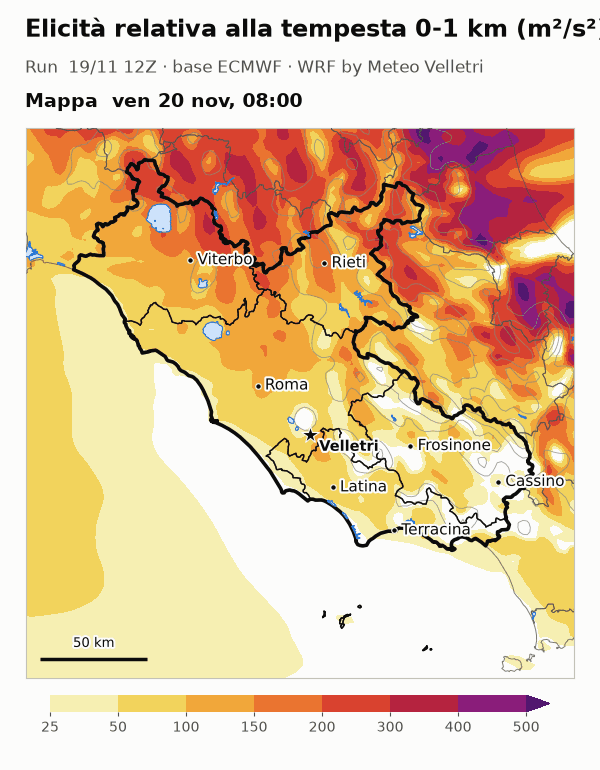 Elicità relativa alla tempesta 0-1 km (m²/s²)
Run 19/11 12Z · base ECMWF · WRF by Meteo Velletri
Mappa ven 20 nov, 08:00
Viterbo
Rieti
Roma
Velletri
Frosinone
Cassino
Latina
Terracina
50 km
25 50 100 150 200 300 400 500